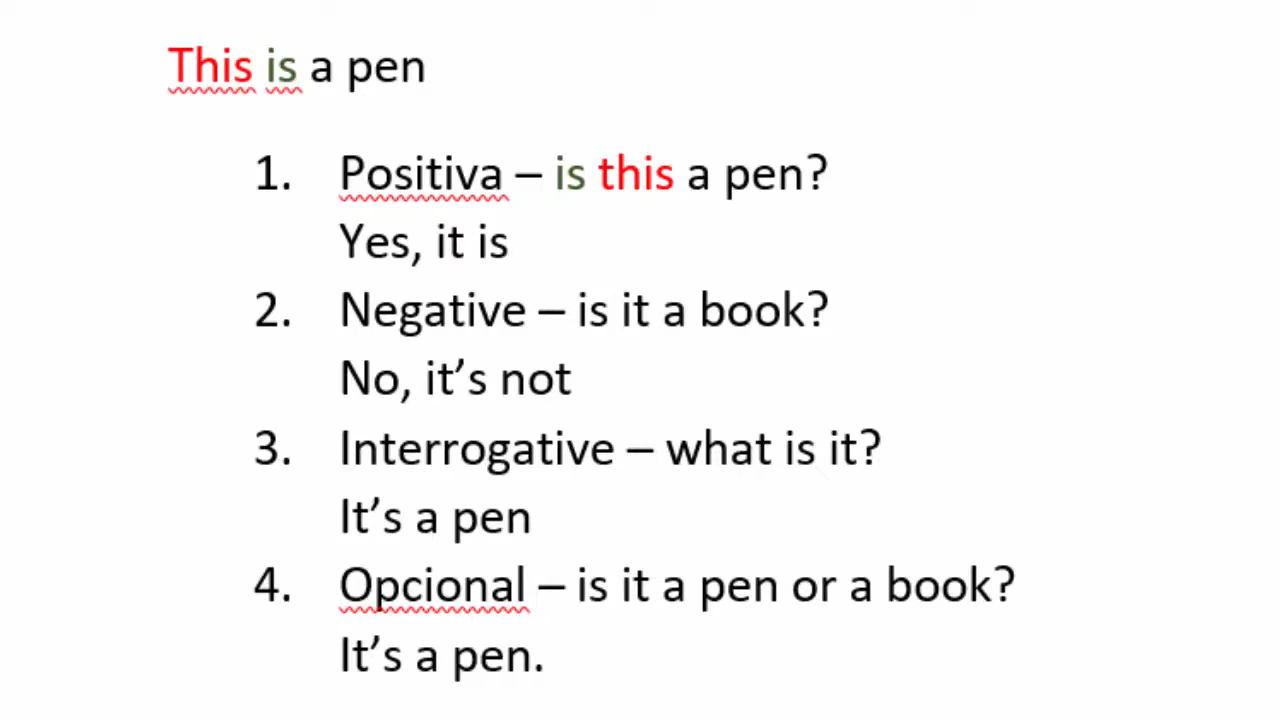 This is a pen
1. Positiva – is this a pen?
Yes, it is
2. Negative – is it a book?
No, it’s not
3. Interrogative – what is it?
It’s a pen
4. Opcional – is it a pen or a book?
It’s a pen.